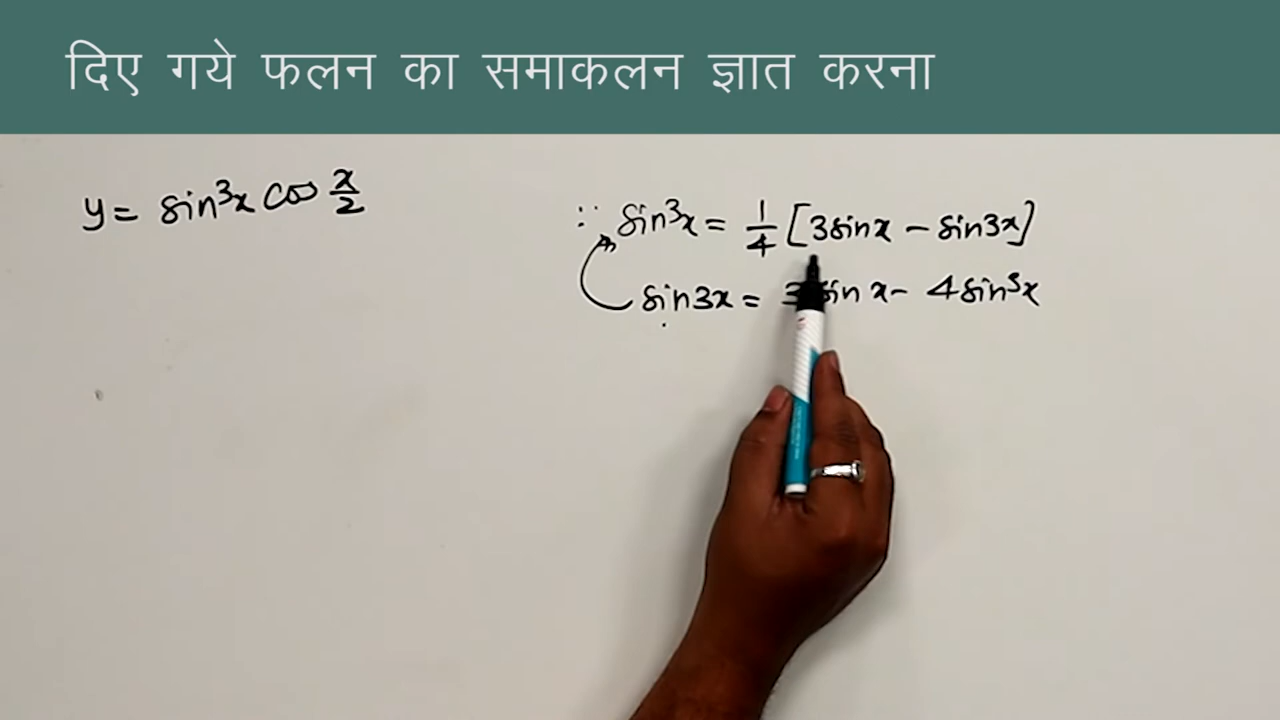 दिए गये फलन का समाकलन ज्ञात करना
y = sin³x cos x/2
∵ sin³x = 1/4 [3sinx − sin3x]
sin3x = 3sin x − 4sin³x